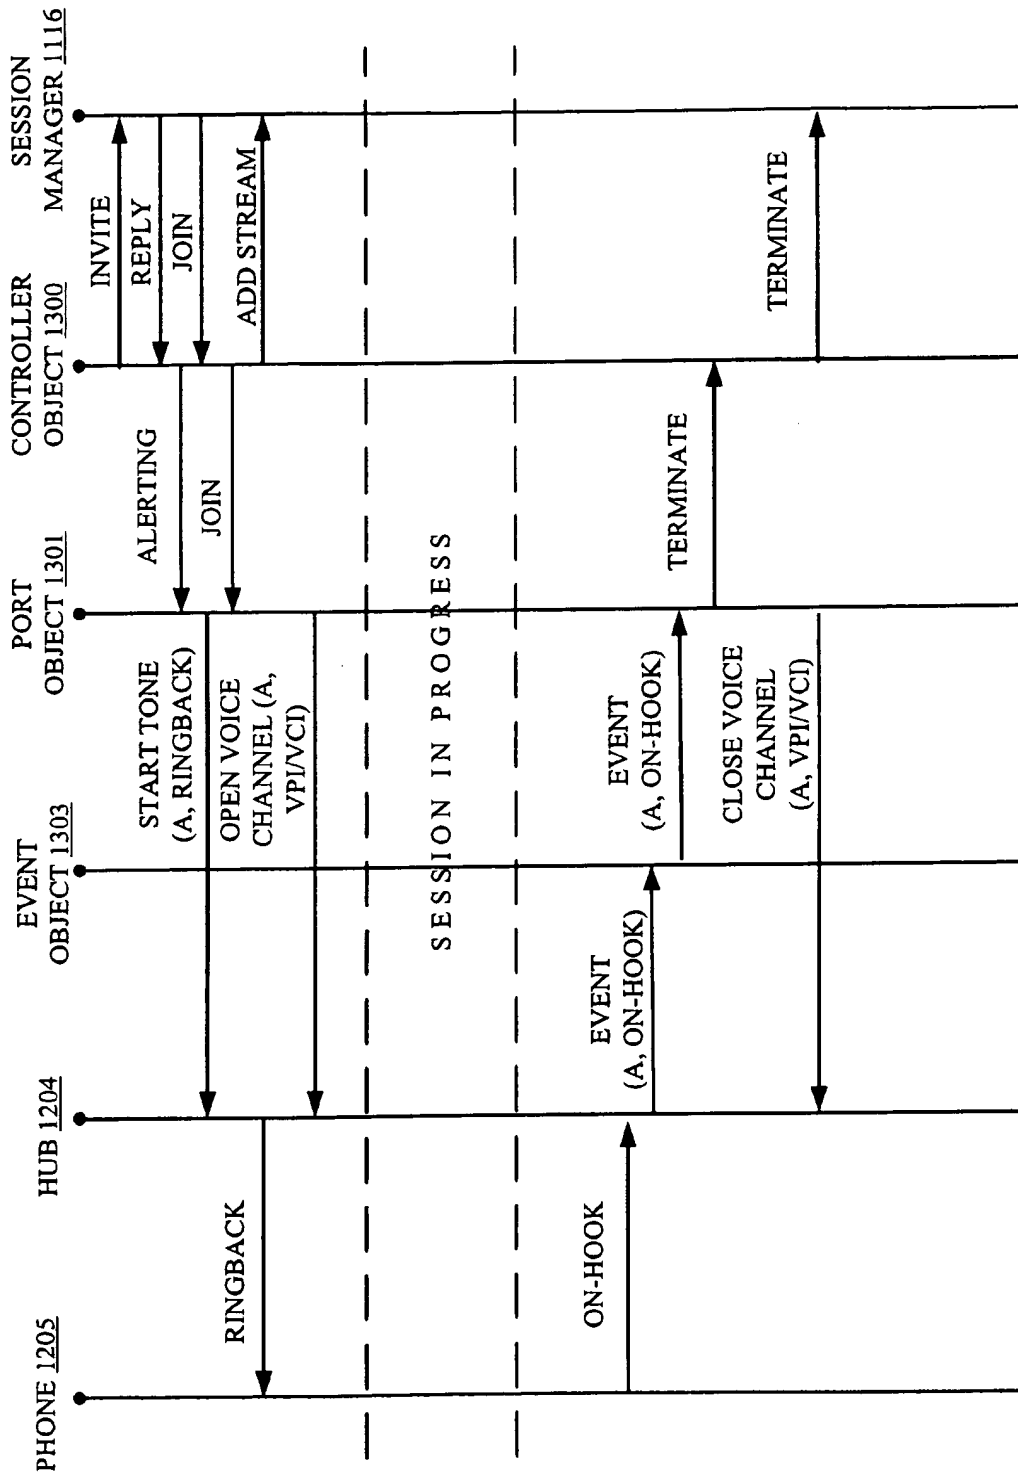 PHONE 1205
HUB 1204
EVENT
OBJECT 1303
PORT
OBJECT 1301
CONTROLLER
OBJECT 1300
SESSION
MANAGER 1116
INVITE
REPLY
JOIN
ALERTING
JOIN
ADD STREAM
START TONE
(A, RINGBACK)
OPEN VOICE
CHANNEL (A,
VPI/VCI)
RINGBACK
SESSION IN PROGRESS
ON-HOOK
EVENT
(A, ON-HOOK)
EVENT
(A, ON-HOOK)
TERMINATE
CLOSE VOICE
CHANNEL
(A, VPI/VCI)
TERMINATE